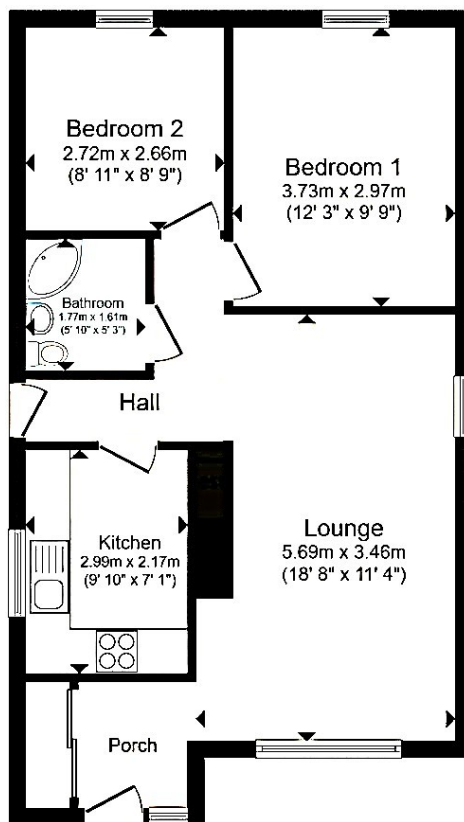 Bedroom 2
2.72m x 2.66m
(8' 11" x 8' 9")
Bedroom 1
3.73m x 2.97m
(12' 3" x 9' 9")
Bathroom
1.77m x 1.61m
(5' 10" x 5' 3")
Hall
Kitchen
2.99m x 2.17m
(9' 10" x 7' 1")
Lounge
5.69m x 3.46m
(18' 8" x 11' 4")
Porch